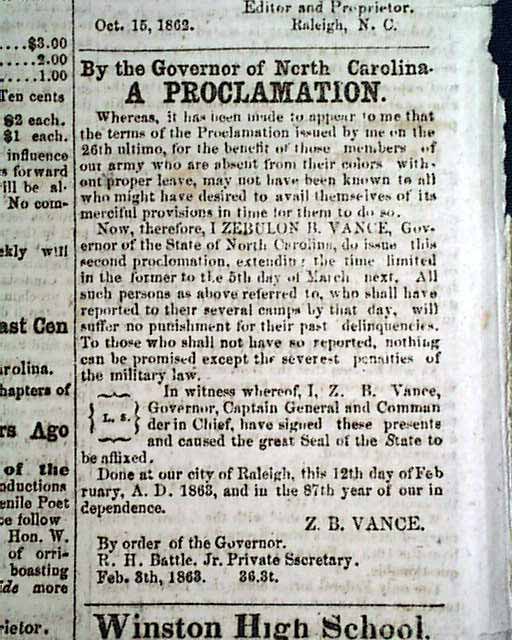 Editor and Proprietor.
Oct. 15, 1862. Raleigh, N. C.
By the Governor of North Carolina.
A PROCLAMATION.
Whereas, it has been made to appear to me that
the terms of the Proclamation issued by me on the
26th ultimo, for the benefit of those members of
our army who are absent from their colors with-
out proper leave, may not have been known to all
who might have desired to avail themselves of its
merciful provisions in time for them to do so.
Now, therefore, I ZEBULON B. VANCE, Gov-
ernor of the State of North Carolina, do issue this
second proclamation, extending the time limited
in the former to the 5th day of March next. All
such persons as above referred to, who shall have
reported to their several camps by that day, will
suffer no punishment for their past delinquencies.
To those who shall not have so reported, nothing
can be promised except the severest penalties of
the military law.
In witness whereof, I, Z. B. Vance,
L. S. Governor, Captain General and Comman
der in Chief, have signed these presents
and caused the great Seal of the State to
be affixed.
Done at our city of Raleigh, this 12th day of Feb
ruary, A. D. 1863, and in the 87th year of our in
dependence.
Z. B. VANCE.
By order of the Governor.
R. H. Battle. Jr. Private Secretary.
Feb. 3th, 1863. 36.3t.
Winston High School
....$3.00
.....2.00
.....1.00
Ten cents
$2 each.
$1 each.
influence
s forward
ill be al-
No com-
ekly will
ast Cen
arolina.
hapters of
rs Ago
of the
oductions
enile Poet
ce follow
Hon. W.
of orri-
boasting
ide more
rietor.